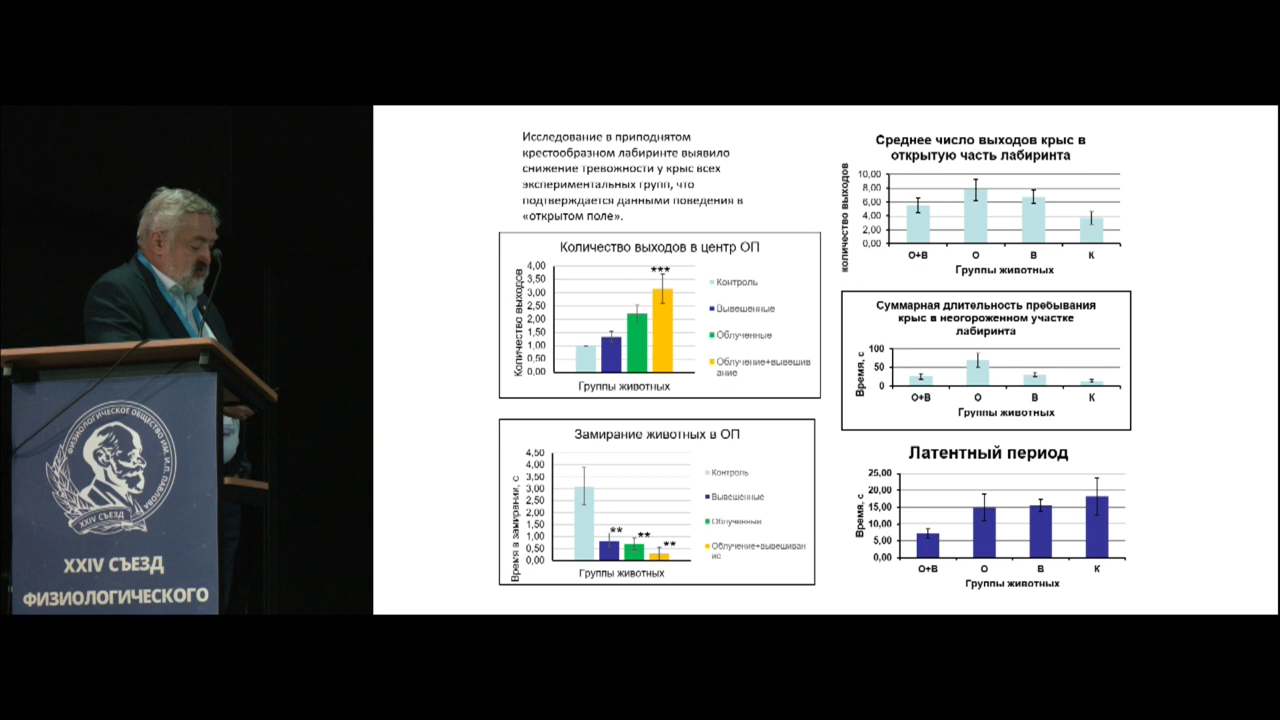 Исследование в приподнятом
крестообразном лабиринте выявило
снижение тревожности у крыс всех
экспериментальных групп, что
подтверждается данными поведения в
«открытом поле».
Количество выходов в центр ОП
Количество выходов
4,00
3,50
3,00
2,50
2,00
1,50
1,00
0,50
0,00
***
Контроль
Вывешенные
Облученные
Облучение+вывешив
ание
Группы животных
Замирание животных в ОП
Время в замирании, с
4,50
4,00
3,50
3,00
2,50
2,00
1,50
1,00
0,50
0,00
**
**
**
Контроль
Вывешенные
Облученные
Облучение+вывешиван
ие
Группы животных
Среднее число выходов крыс в
открытую часть лабиринта
количество выходов
10,00
8,00
6,00
4,00
2,00
0,00
О+В О В К
Группы животных
Суммарная длительность пребывания
крыс в неогороженном участке
лабиринта
Время, с
100
50
0
О+В О В К
Группы животных
Латентный период
Время, с
25,00
20,00
15,00
10,00
5,00
0,00
О+В О В К
Группы животных
ФИЗИОЛОГИЧЕСКОЕ ОБЩЕСТВО ИМ. И.П. ПАВЛОВА
XXIV СЪЕЗД
XXIV СЪЕЗД
ФИЗИОЛОГИЧЕСКОГО